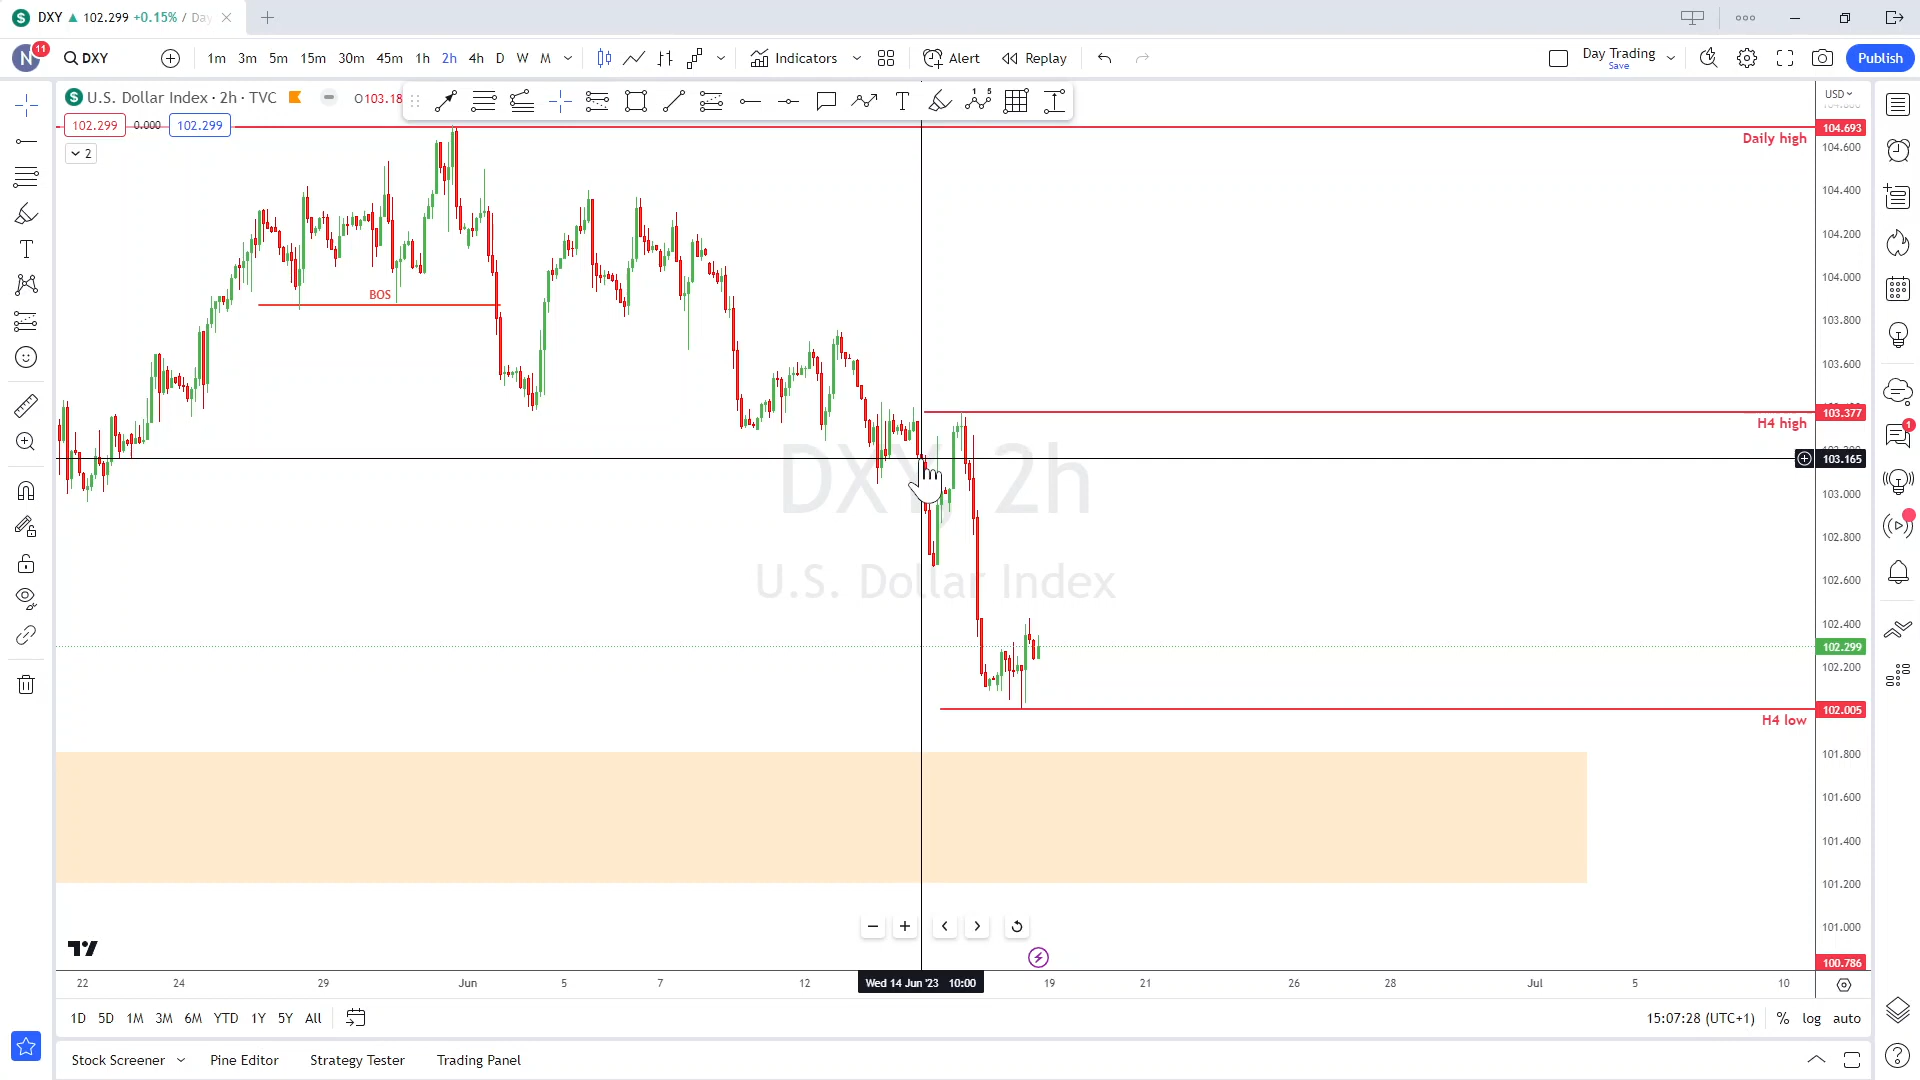 DXY ▲ 102.299 +0.15% / Day
N 11 DXY 1m 3m 5m 15m 30m 45m 1h 2h 4h D W M Indicators Alert Replay Day Trading Save Publish
U.S. Dollar Index · 2h · TVC O103.18 USD
102.299 0.000 102.299
104.693
Daily high
2
104.600
104.400
104.200
104.000
BOS
103.800
103.600
103.377
H4 high
103.165
DXY, 2h
103.000
102.800
U.S. Dollar Index
102.600
102.400
102.299
102.200
102.005
H4 low
101.800
101.600
101.400
101.200
101.000
100.786
22 24 29 Jun 5 7 12 Wed 14 Jun '23 10:00 19 21 26 28 Jul 5 10
1D 5D 1M 3M 6M YTD 1Y 5Y All 15:07:28 (UTC+1) % log auto
Stock Screener Pine Editor Strategy Tester Trading Panel